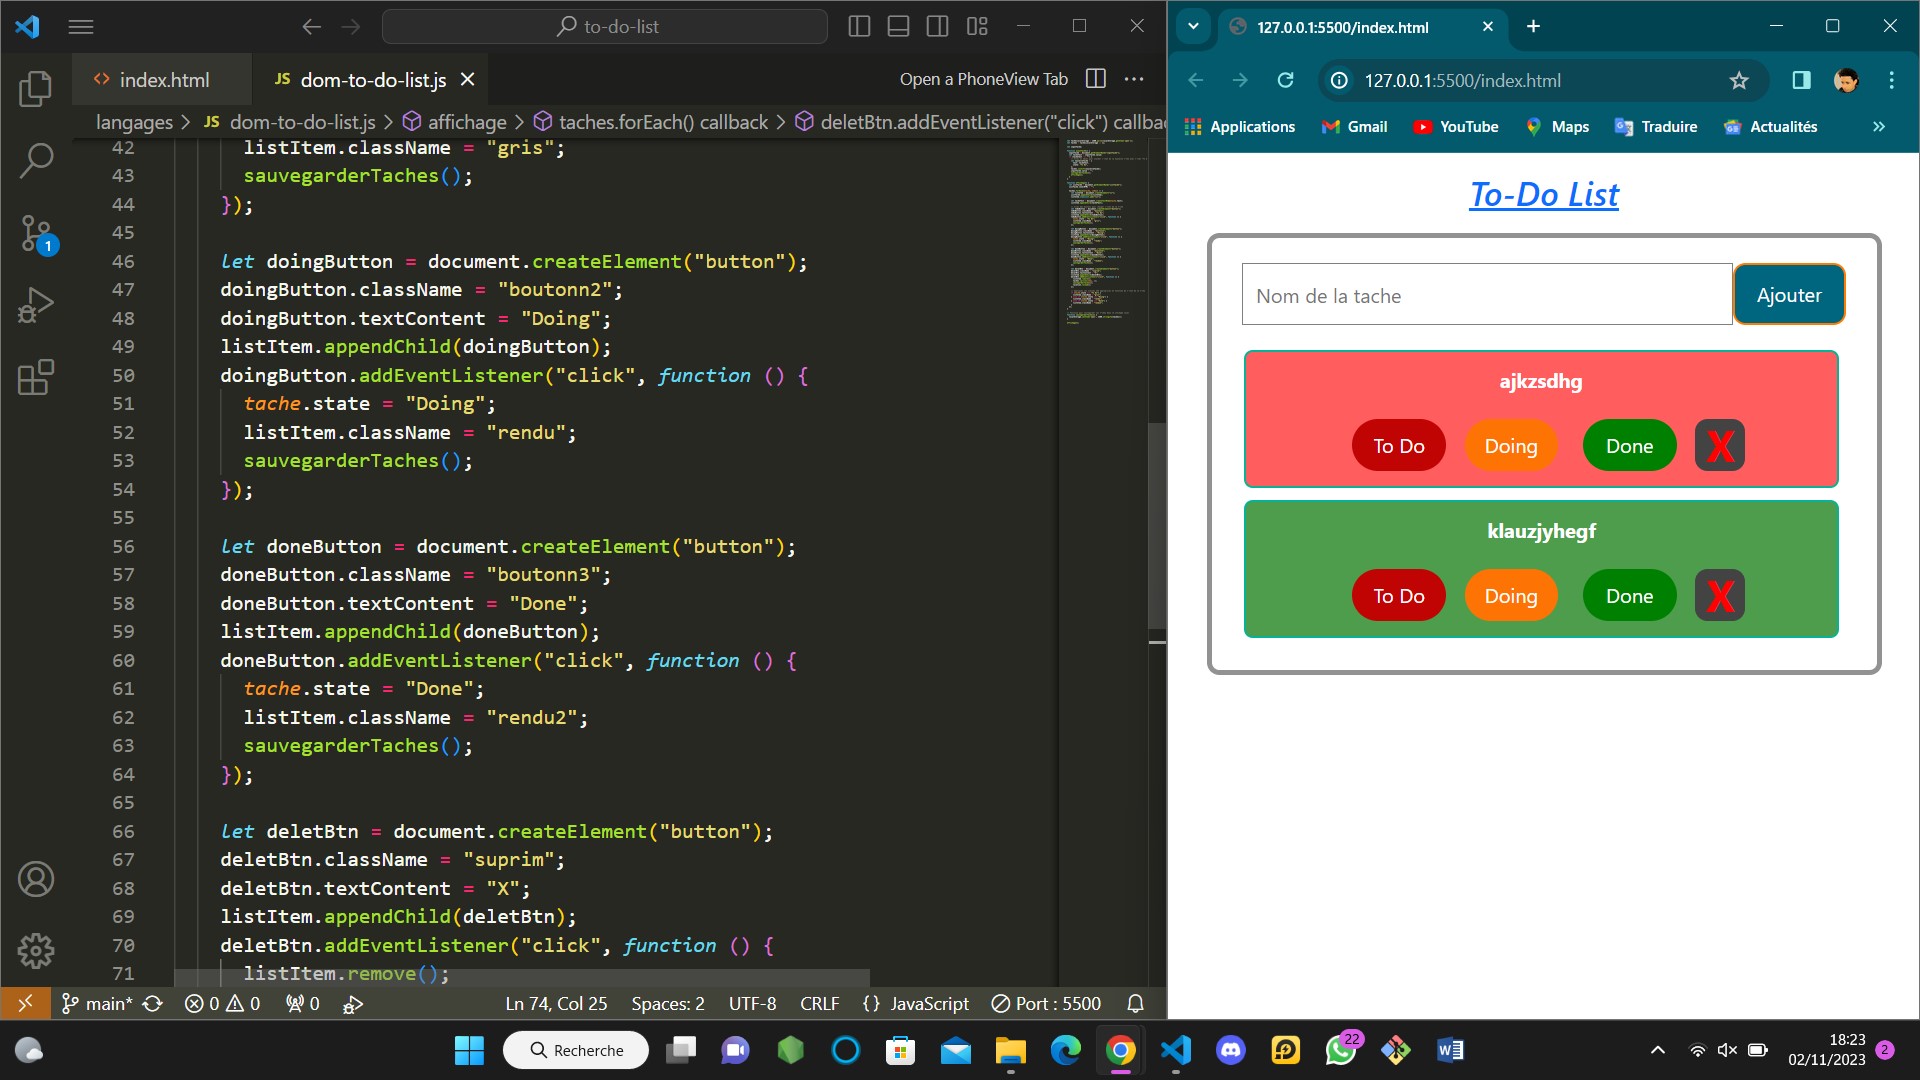 to-do-list
index.html
JS dom-to-do-list.js
Open a PhoneView Tab
langages > JS dom-to-do-list.js > affichage > taches.forEach() callback > deletBtn.addEventListener("click") callba
42 listItem.className = "gris";
43 sauvegarderTaches();
44 });
45
46 let doingButton = document.createElement("button");
47 doingButton.className = "boutonn2";
48 doingButton.textContent = "Doing";
49 listItem.appendChild(doingButton);
50 doingButton.addEventListener("click", function () {
51 tache.state = "Doing";
52 listItem.className = "rendu";
53 sauvegarderTaches();
54 });
55
56 let doneButton = document.createElement("button");
57 doneButton.className = "boutonn3";
58 doneButton.textContent = "Done";
59 listItem.appendChild(doneButton);
60 doneButton.addEventListener("click", function () {
61 tache.state = "Done";
62 listItem.className = "rendu2";
63 sauvegarderTaches();
64 });
65
66 let deletBtn = document.createElement("button");
67 deletBtn.className = "suprim";
68 deletBtn.textContent = "X";
69 listItem.appendChild(deletBtn);
70 deletBtn.addEventListener("click", function () {
71 listItem.remove();
1
main* 0 0 0 Ln 74, Col 25 Spaces: 2 UTF-8 CRLF {} JavaScript Port : 5500
127.0.0.1:5500/index.html
127.0.0.1:5500/index.html
Applications Gmail YouTube Maps Traduire Actualités »
To-Do List
Nom de la tache Ajouter
ajkzsdhg
To Do Doing Done X
klauzjyhegf
To Do Doing Done X
Recherche
22
18:23
02/11/2023
2